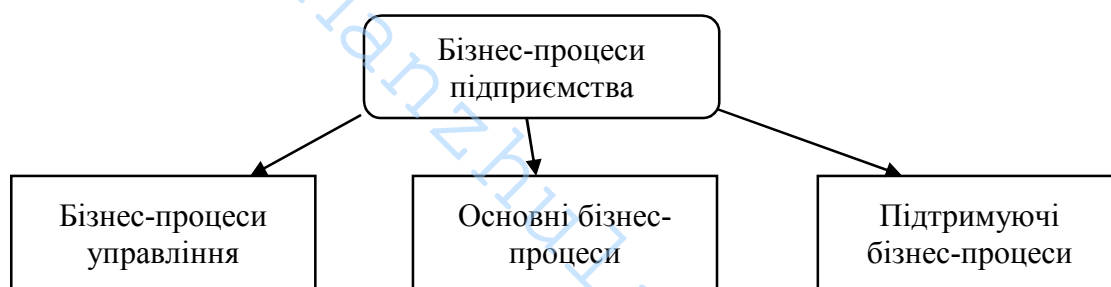 Бізнес-процеси
підприємства
Бізнес-процеси
управління
Основні бізнес-
процеси
Підтримуючі
бізнес-процеси